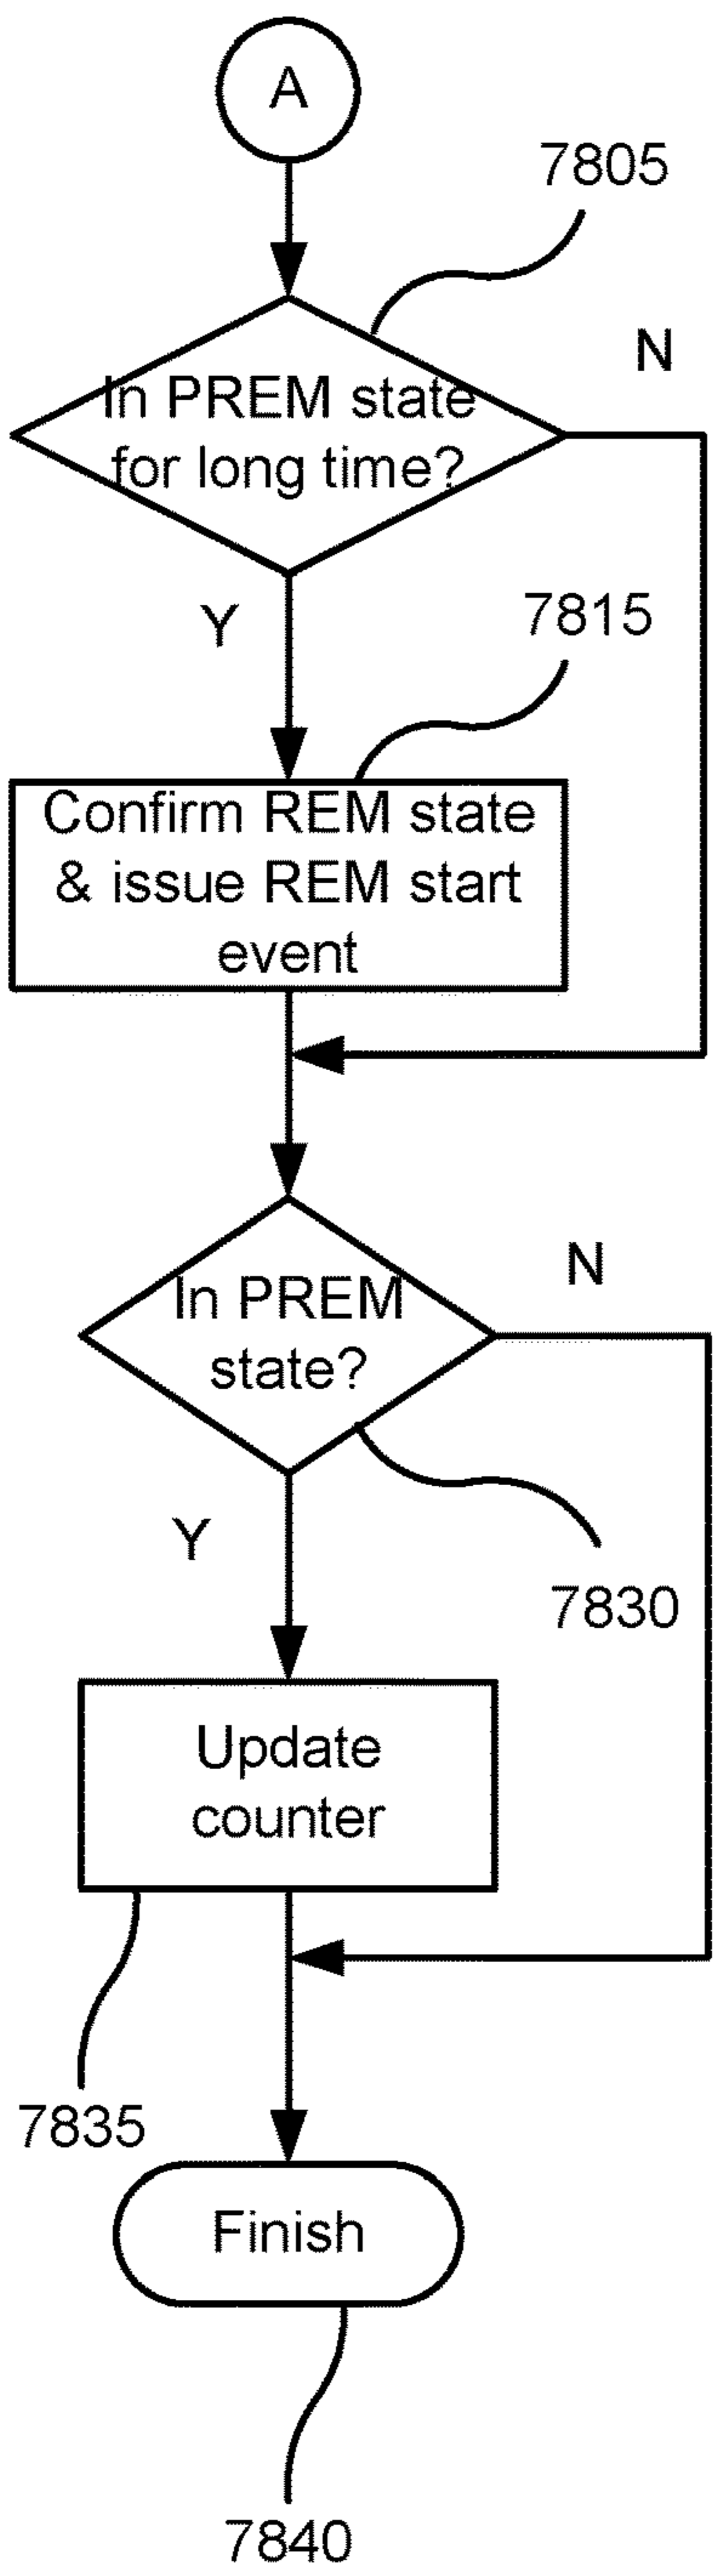 A
7805
N
In PREM state
for long time?
Y
7815
Confirm REM state
& issue REM start
event
N
In PREM
state?
Y
7830
Update
counter
7835
Finish
7840